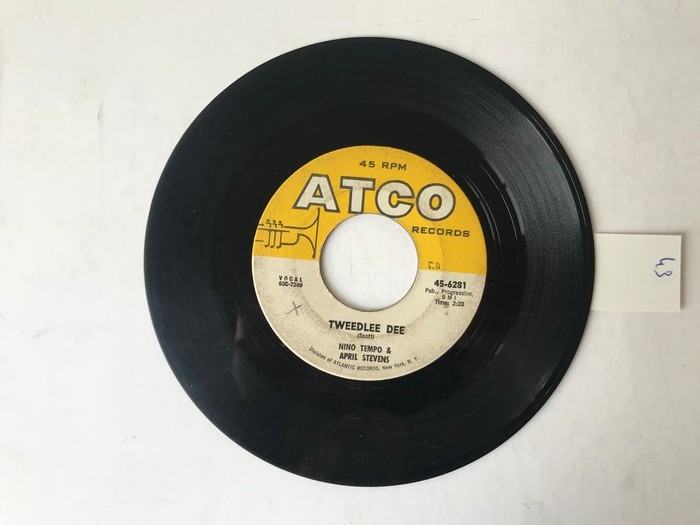 45 RPM
ATCO
RECORDS
VOCAL
63C-7240
45-6281
Pub., Progressive,
BMI
Time: 2:23
TWEEDLEE DEE
(Scott)
NINO TEMPO &
APRIL STEVENS
Division of ATLANTIC RECORDS, New York, N. Y.
X